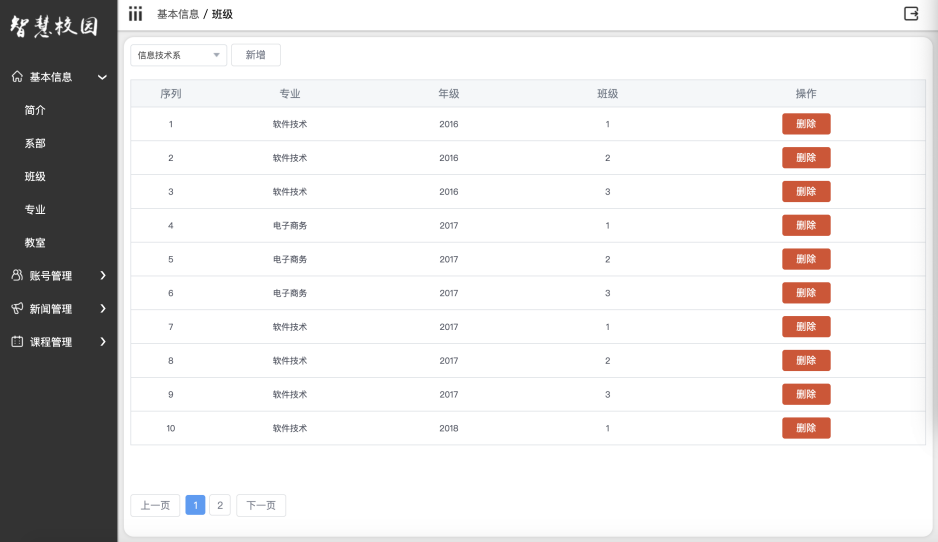 智慧校园
基本信息 / 班级
基本信息
简介
系部
班级
专业
教室
账号管理
新闻管理
课程管理
信息技术系 新增
序列 专业 年级 班级 操作
1 软件技术 2016 1 删除
2 软件技术 2016 2 删除
3 软件技术 2016 3 删除
4 电子商务 2017 1 删除
5 电子商务 2017 2 删除
6 电子商务 2017 3 删除
7 软件技术 2017 1 删除
8 软件技术 2017 2 删除
9 软件技术 2017 3 删除
10 软件技术 2018 1 删除
上一页 1 2 下一页